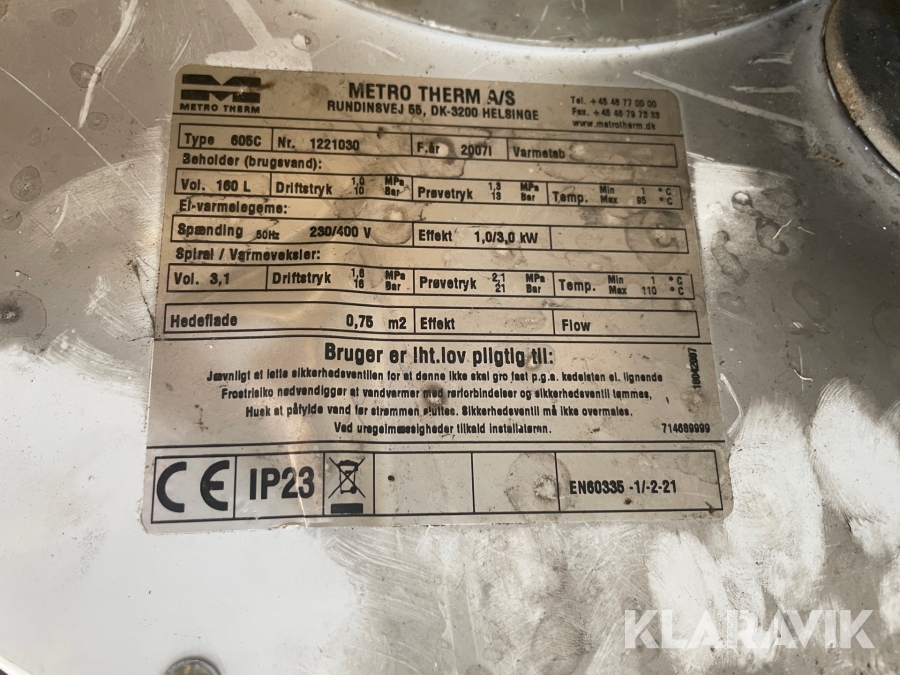 METRO THERM
METRO THERM A/S
RUNDINSVEJ 55, DK-3200 HELSINGE
Tel. +45 48 77 00 00
Fax. +45 48 79 73 33
www.metrotherm.dk
Type 605C Nr. 1221030 F.år 2007I Varmetab
Beholder (brugsvand):
Vol. 160 L Driftstryk 1,0 MPa 10 Bar Prøvetryk 1,3 MPa 13 Bar Temp. Min 1 °C Max 95 °C
El-varmelegeme:
Spænding 50Hz 230/400 V Effekt 1,0/3,0 kW
Spiral / Varmeveksler:
Vol. 3,1 Driftstryk 1,6 MPa 16 Bar Prøvetryk 2,1 MPa 21 Bar Temp. Min 1 °C Max 110 °C
Hedeflade 0,75 m2 Effekt Flow
Bruger er iht.lov pligtig til:
Jævnligt at lette sikkerhedsventilen for at denne ikke skal gro fast p.g.a. kedelsten el. lignende
Frostrisiko nødvendiggør at vandvarmer med rørforbindelser og sikkerhedsventil tømmes,
Husk at påfylde vand før strømmen sluttes. Sikkerhedsventil må ikke overmales.
Ved uregelmæssigheder tilkald installatøren.
714669999
CE IP23 EN60335 -1/-2-21
KLARAVIK